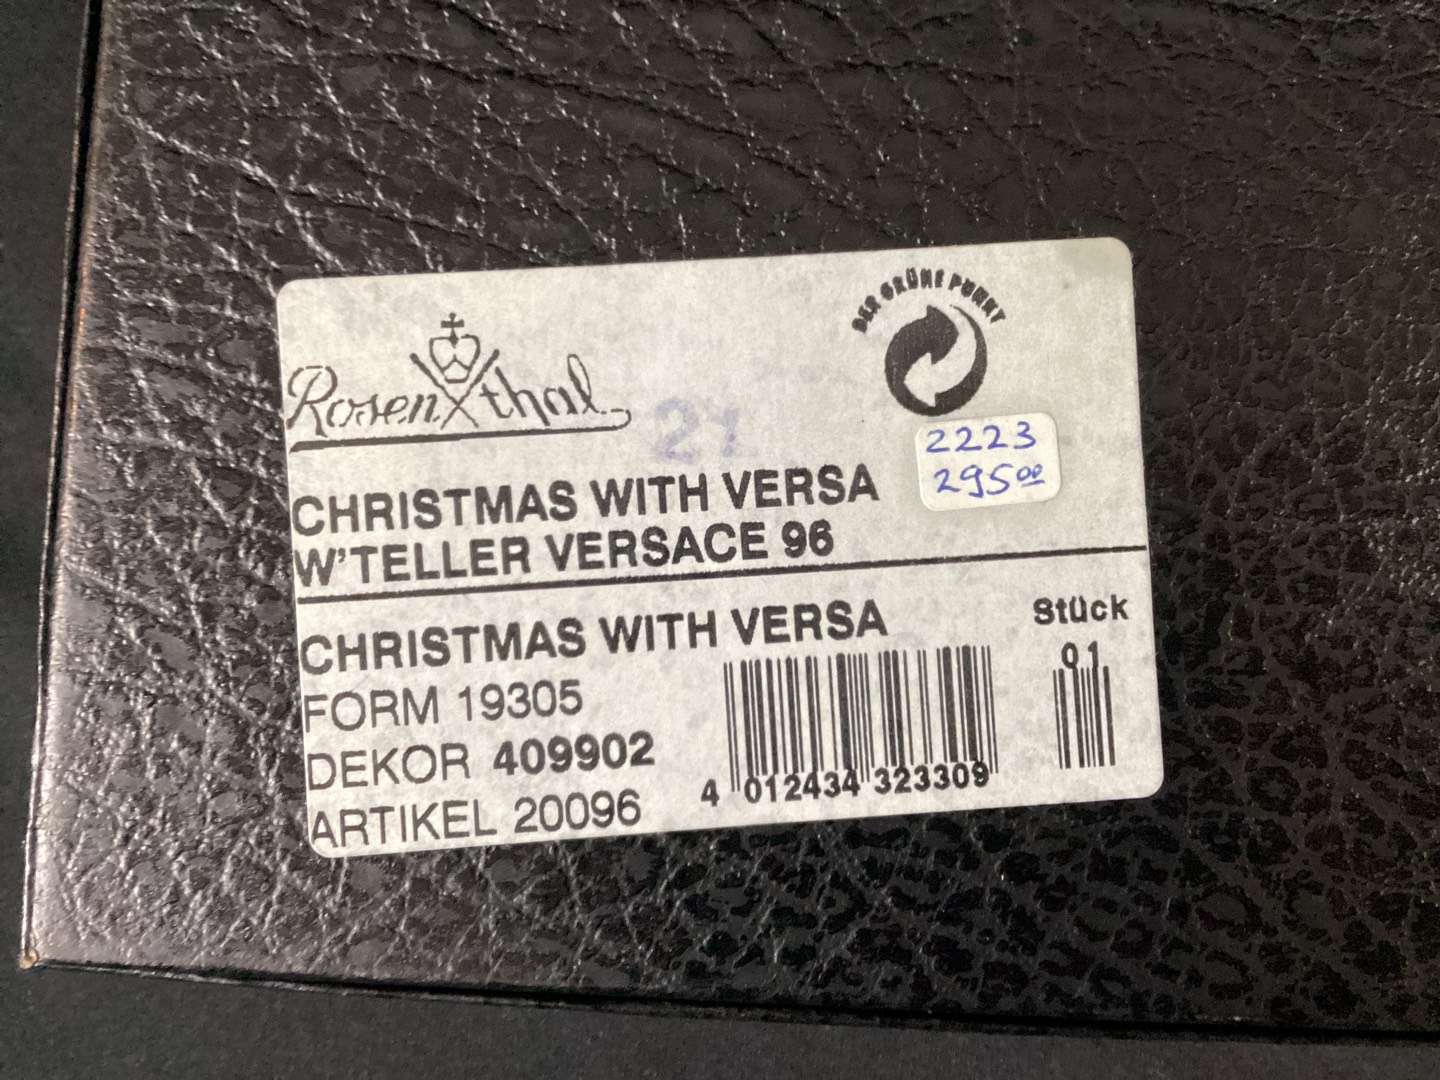 DER GRÜNE PUNKT
Rosenthal
27
2223
295.00
CHRISTMAS WITH VERSA
W'TELLER VERSACE 96
CHRISTMAS WITH VERSA
Stück
FORM 19305
01
DEKOR 409902
ARTIKEL 20096
4 012434 323309